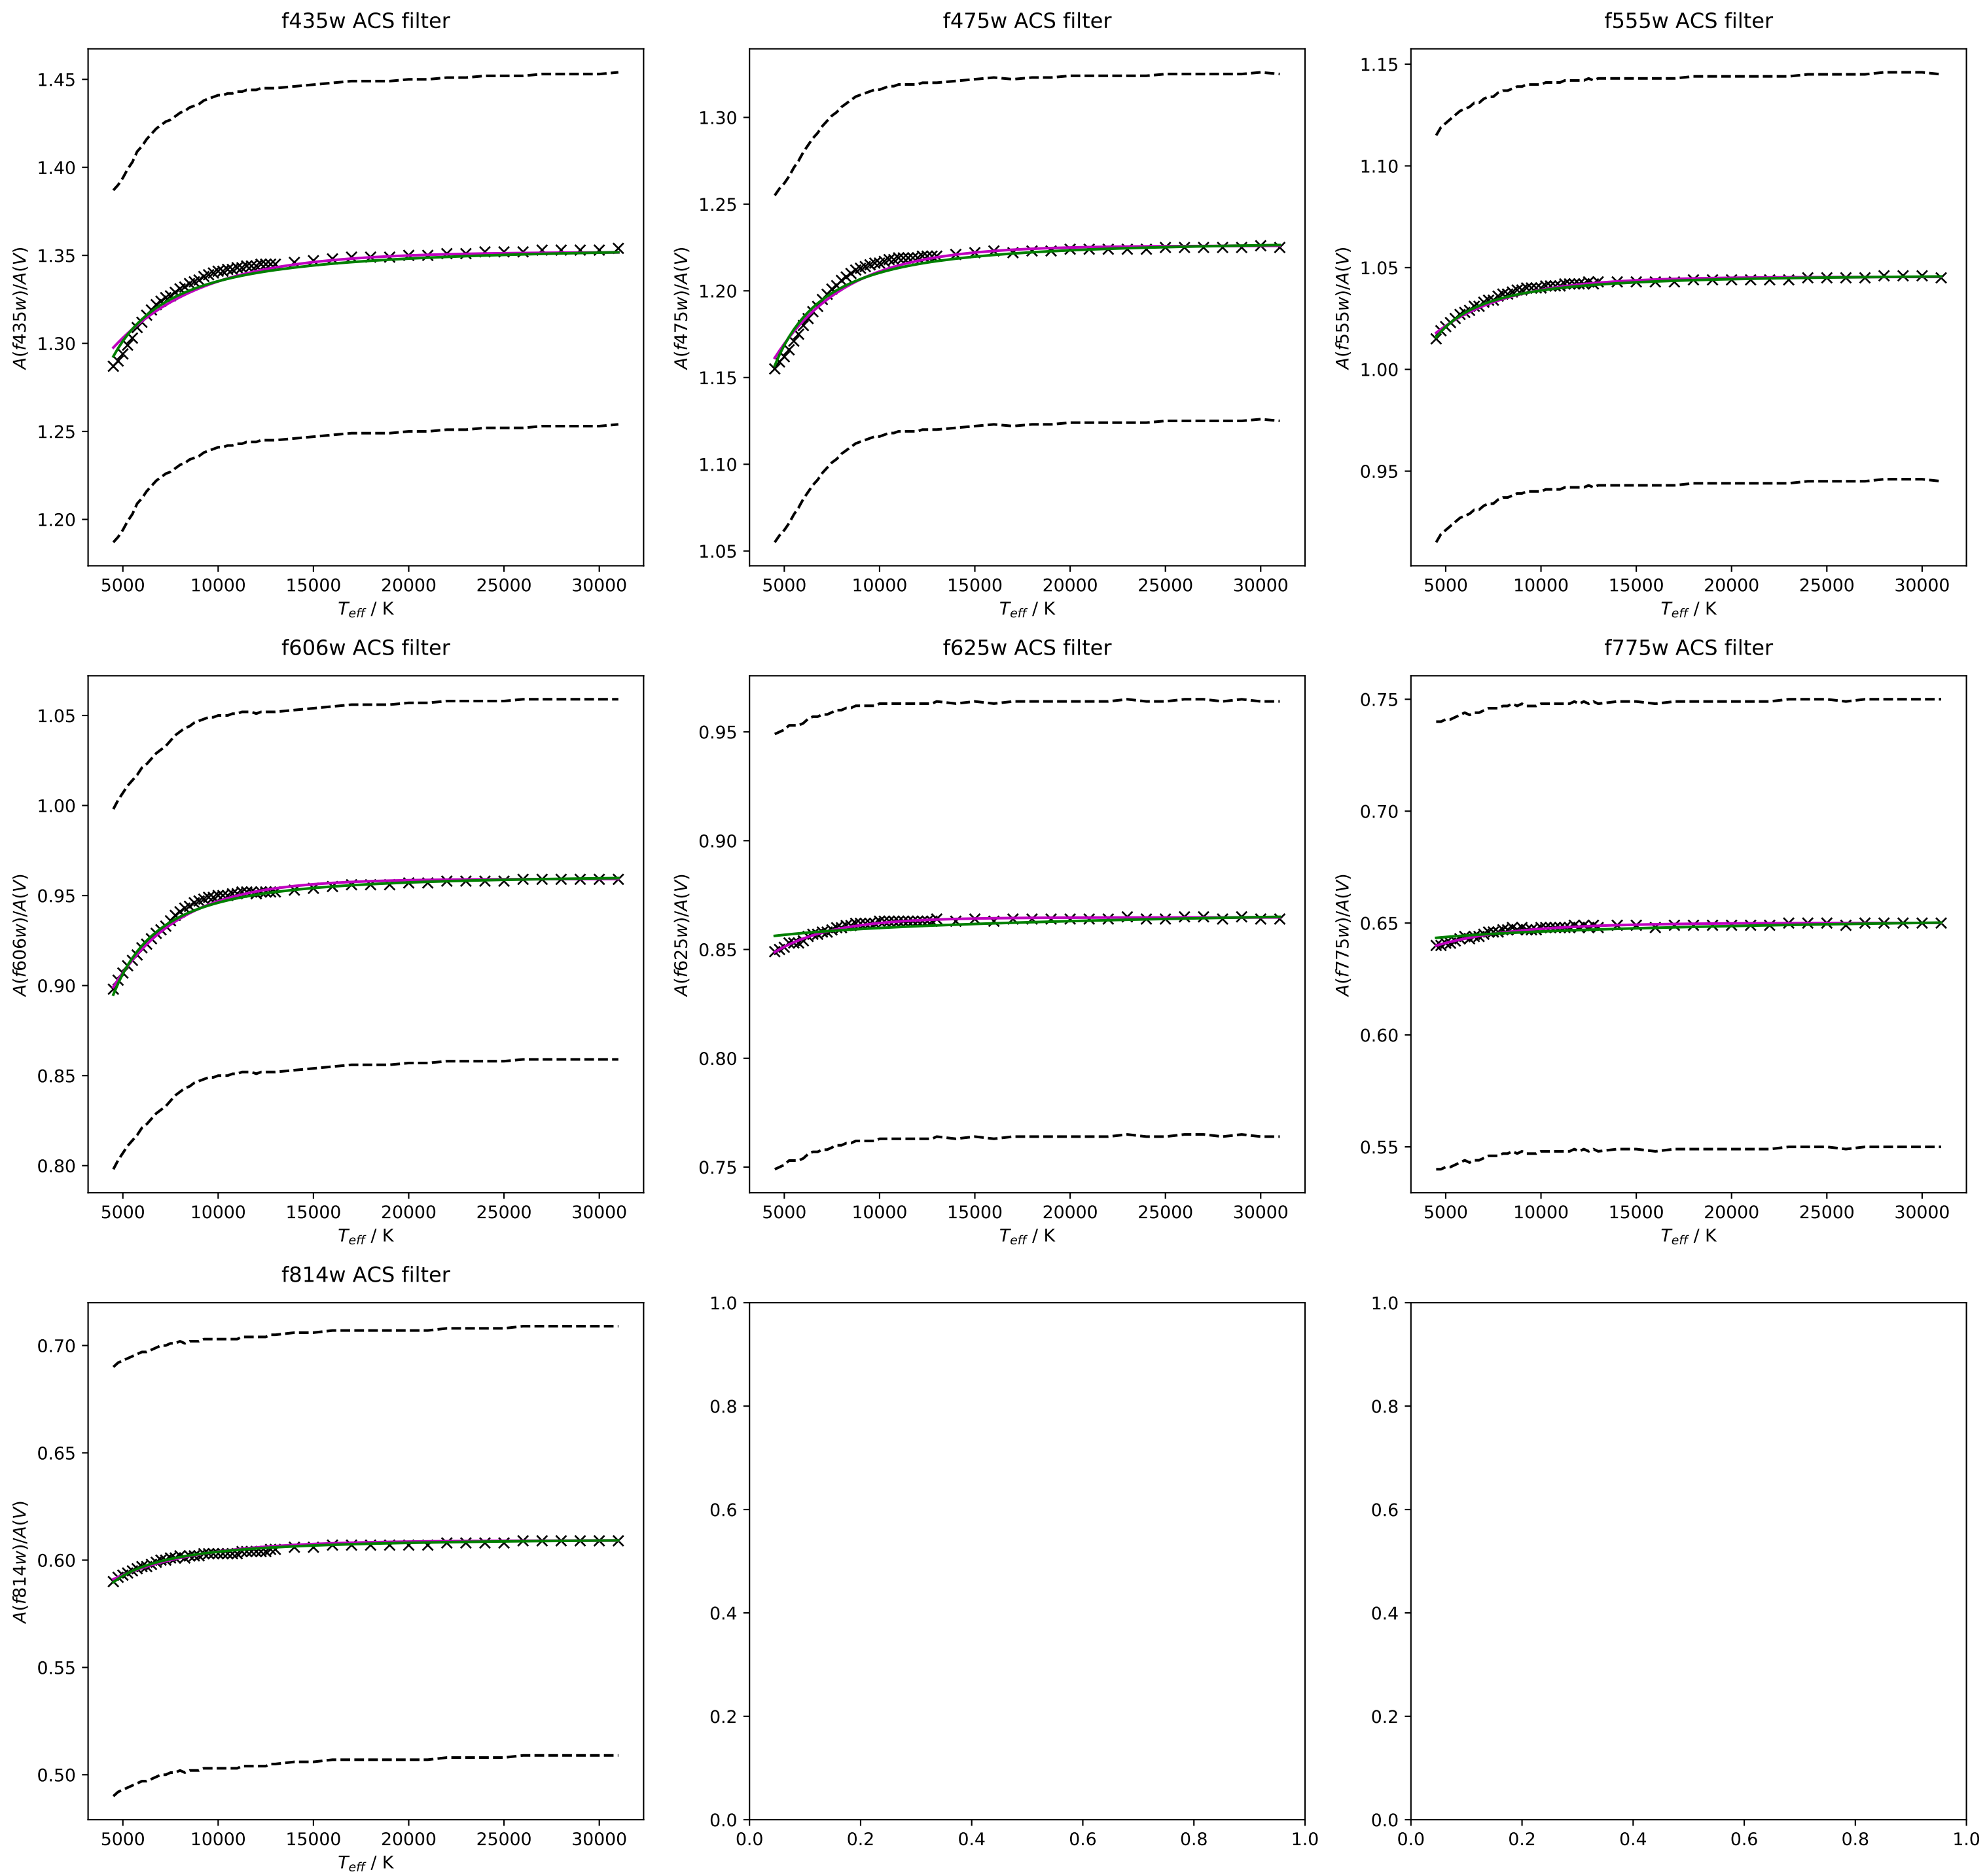 f435w ACS filter
f475w ACS filter
f555w ACS filter
1.45
1.40
1.35
1.30
1.25
1.20
A(f435w)/A(V)
5000 10000 15000 20000 25000 30000
T_eff / K
1.30
1.25
1.20
1.15
1.10
1.05
A(f475w)/A(V)
5000 10000 15000 20000 25000 30000
T_eff / K
1.15
1.10
1.05
1.00
0.95
A(f555w)/A(V)
5000 10000 15000 20000 25000 30000
T_eff / K
f606w ACS filter
f625w ACS filter
f775w ACS filter
1.05
1.00
0.95
0.90
0.85
0.80
A(f606w)/A(V)
5000 10000 15000 20000 25000 30000
T_eff / K
0.95
0.90
0.85
0.80
0.75
A(f625w)/A(V)
5000 10000 15000 20000 25000 30000
T_eff / K
0.75
0.70
0.65
0.60
0.55
A(f775w)/A(V)
5000 10000 15000 20000 25000 30000
T_eff / K
f814w ACS filter
0.70
0.65
0.60
0.55
0.50
A(f814w)/A(V)
5000 10000 15000 20000 25000 30000
T_eff / K
1.0
0.8
0.6
0.4
0.2
0.0
0.0 0.2 0.4 0.6 0.8 1.0
1.0
0.8
0.6
0.4
0.2
0.0
0.0 0.2 0.4 0.6 0.8 1.0